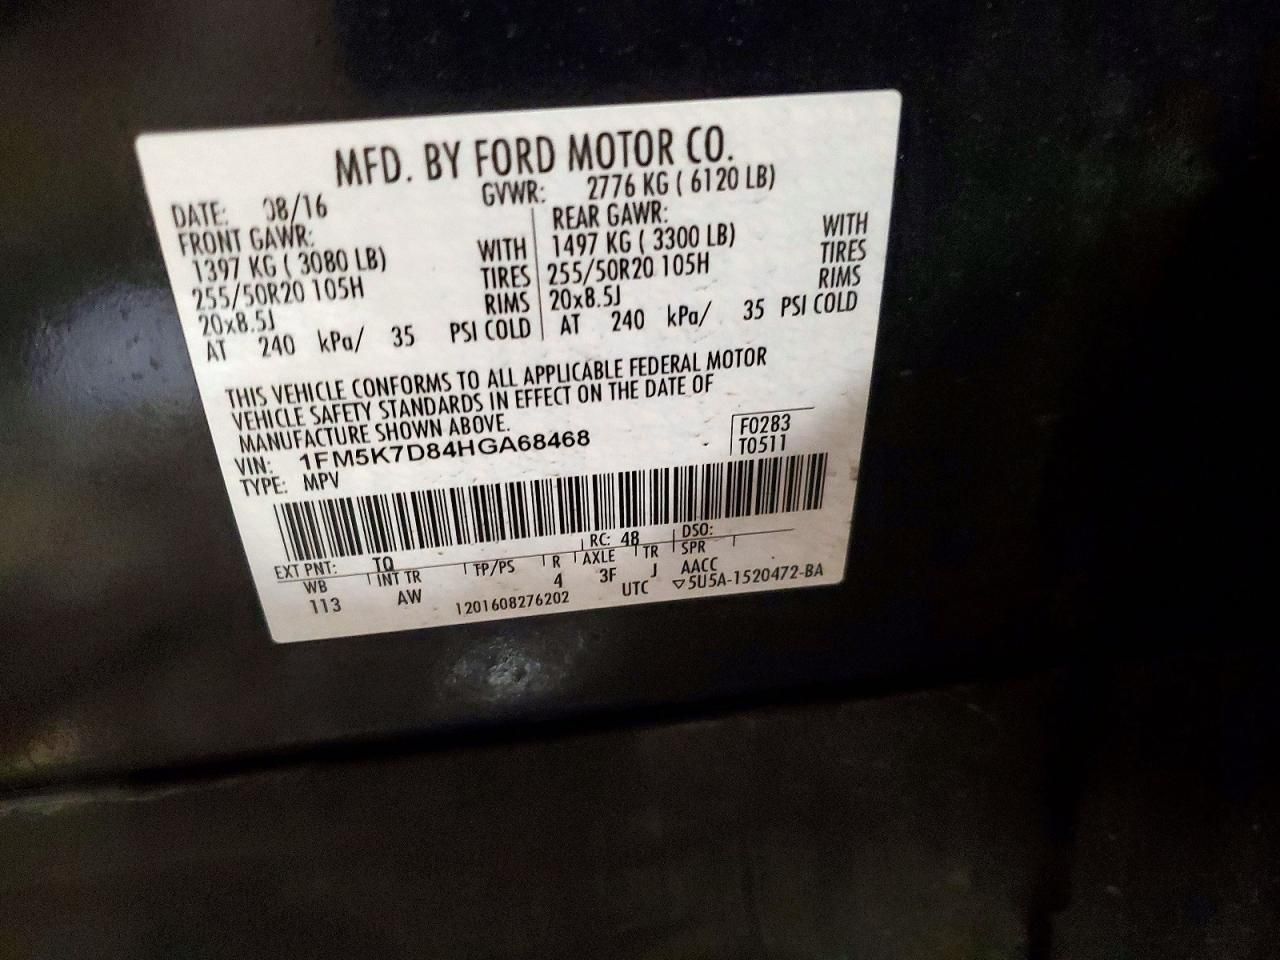 MFD. BY FORD MOTOR CO.
DATE: 08/16 GVWR: 2776 KG ( 6120 LB)
FRONT GAWR: REAR GAWR:
1397 KG ( 3080 LB) WITH 1497 KG ( 3300 LB) WITH
255/50R20 105H TIRES 255/50R20 105H TIRES
20x8.5J RIMS 20x8.5J RIMS
AT 240 kPa/ 35 PSI COLD AT 240 kPa/ 35 PSI COLD
THIS VEHICLE CONFORMS TO ALL APPLICABLE FEDERAL MOTOR
VEHICLE SAFETY STANDARDS IN EFFECT ON THE DATE OF
MANUFACTURE SHOWN ABOVE.
VIN: 1FM5K7D84HGA68468 F0283
TYPE: MPV T0511
EXT PNT: TQ RC: 48 DSO:
WB INT TR TP/PS R AXLE TR SPR
113 AW 4 3F J AACC
1201608276202 UTC ▽5U5A-1520472-BA